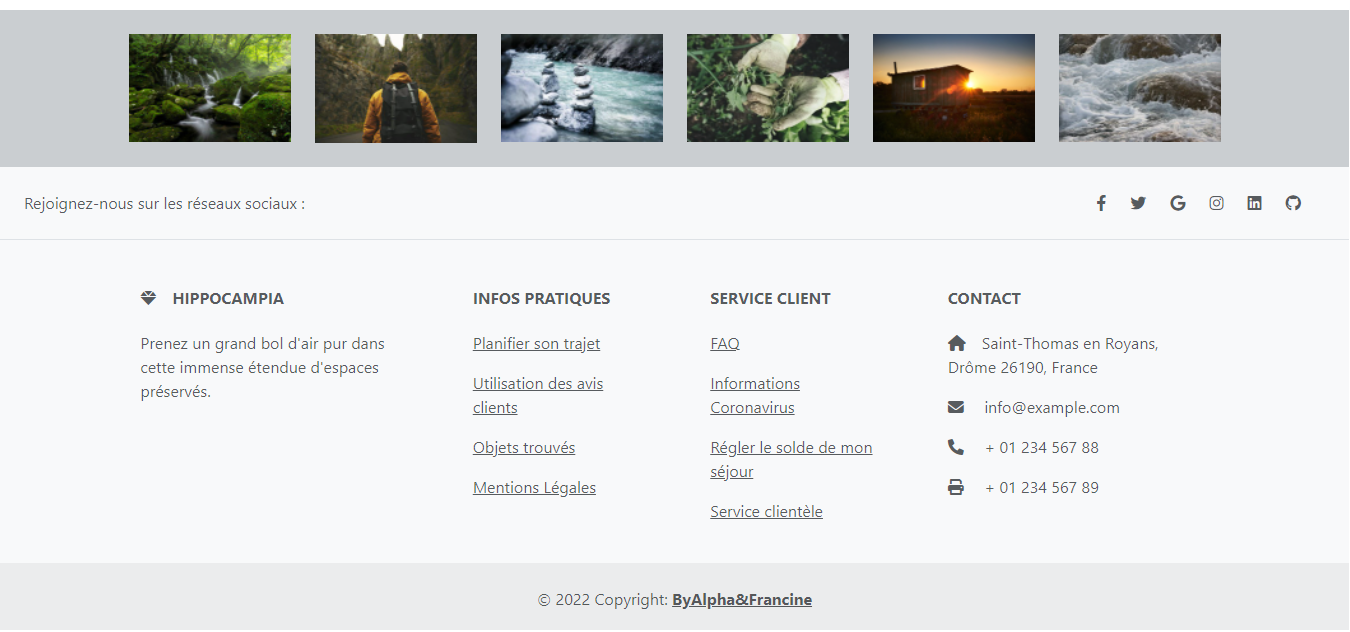 Rejoignez-nous sur les réseaux sociaux :
HIPPOCAMPIA
Prenez un grand bol d'air pur dans
cette immense étendue d'espaces
préservés.
INFOS PRATIQUES
Planifier son trajet
Utilisation des avis
clients
Objets trouvés
Mentions Légales
SERVICE CLIENT
FAQ
Informations
Coronavirus
Régler le solde de mon
séjour
Service clientèle
CONTACT
Saint-Thomas en Royans,
Drôme 26190, France
info@example.com
+ 01 234 567 88
+ 01 234 567 89
© 2022 Copyright: ByAlpha&Francine